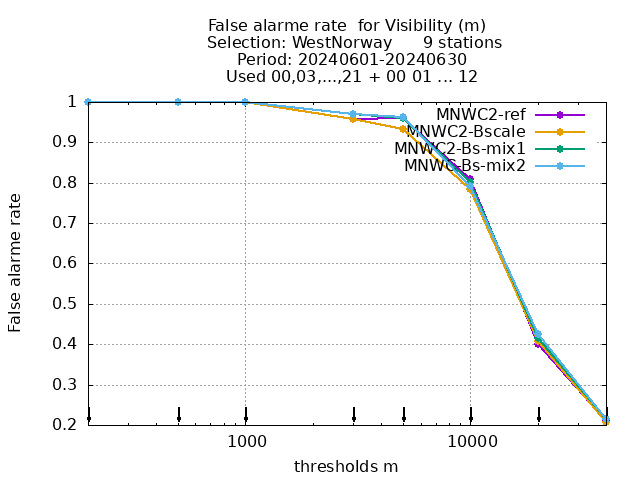 False alarme rate  for Visibility (m)
Selection: WestNorway      9 stations
Period: 20240601-20240630
Used 00,03,...,21 + 00 01 ... 12
MNWC2-ref
MNWC2-Bscale
MNWC2-Bs-mix1
MNWC-Bs-mix2
1
0.9
0.8
0.7
0.6
0.5
0.4
0.3
0.2
False alarme rate
1000
10000
thresholds m